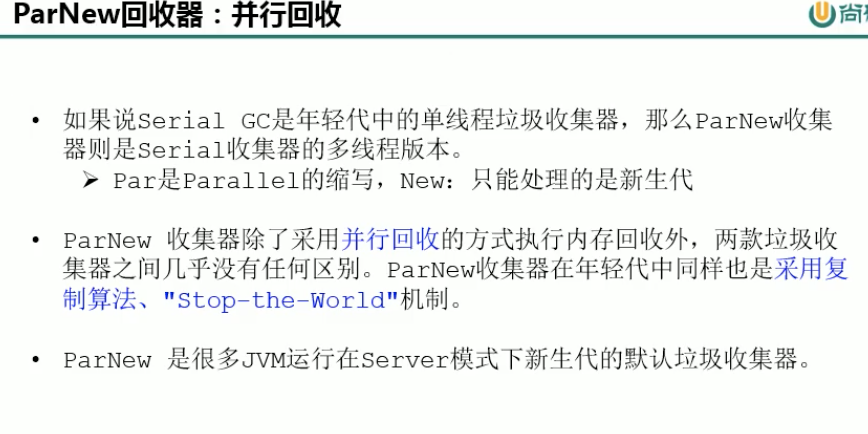 ParNew回收器：并行回收
尚
• 如果说Serial GC是年轻代中的单线程垃圾收集器，那么ParNew收集
器则是Serial收集器的多线程版本。
➢ Par是Parallel的缩写，New：只能处理的是新生代
• ParNew 收集器除了采用并行回收的方式执行内存回收外，两款垃圾收
集器之间几乎没有任何区别。ParNew收集器在年轻代中同样也是采用复
制算法、"Stop-the-World"机制。
• ParNew 是很多JVM运行在Server模式下新生代的默认垃圾收集器。